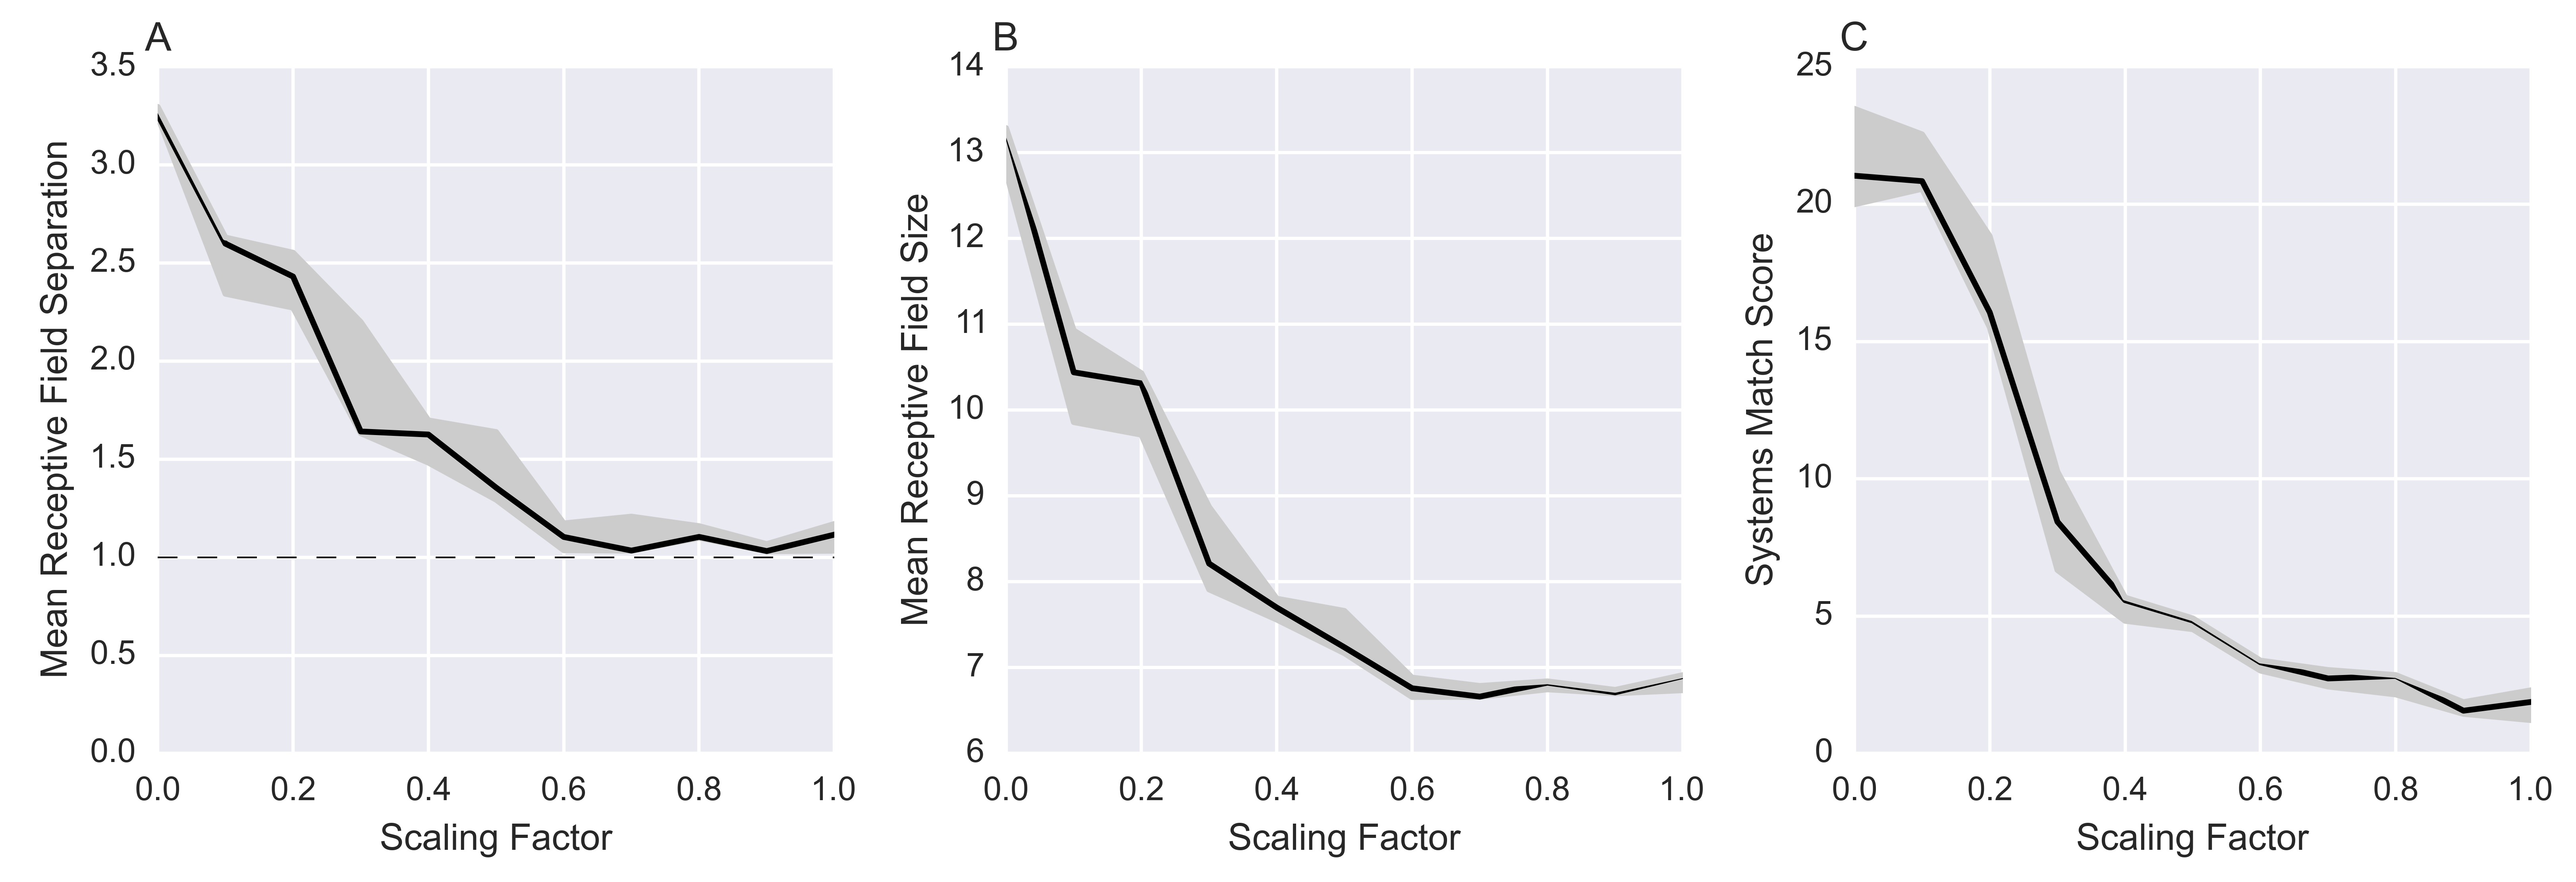 A
3.5
3.0
2.5
2.0
1.5
1.0
0.5
0.0
Mean Receptive Field Separation
0.0 0.2 0.4 0.6 0.8 1.0
Scaling Factor
B
14
13
12
11
10
9
8
7
6
Mean Receptive Field Size
0.0 0.2 0.4 0.6 0.8 1.0
Scaling Factor
C
25
20
15
10
5
0
Systems Match Score
0.0 0.2 0.4 0.6 0.8 1.0
Scaling Factor